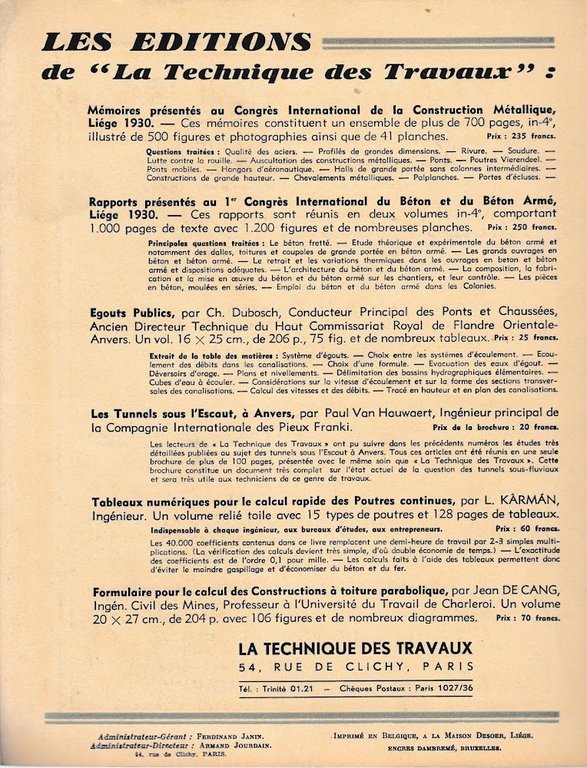 LES EDITIONS
de "La Technique des Travaux" :
Mémoires présentés au Congrès International de la Construction Métallique,
Liége 1930. — Ces mémoires constituent un ensemble de plus de 700 pages, in-4°,
illustré de 500 figures et photographies ainsi que de 41 planches. Prix : 235 francs.
Questions traitées : Qualité des aciers. — Profilés de grandes dimensions. — Rivure. — Soudure. —
Lutte contre la rouille. — Auscultation des constructions métalliques. — Ponts. — Poutres Vierendeel. —
Ponts mobiles. — Hangars d'aéronautique. — Halls de grande portée sans colonnes intermédiaires. —
Constructions de grande hauteur. — Chevalements métalliques. — Palplanches. — Portes d'écluses. —
Rapports présentés au 1er Congrès International du Béton et du Béton Armé,
Liége 1930. — Ces rapports sont réunis en deux volumes in-4°, comportant
1.000 pages de texte avec 1.200 figures et de nombreuses planches. Prix : 250 francs.
Principales questions traitées : Le béton fretté. — Etude théorique et expérimentale du béton armé et
notamment des dalles, toitures et coupoles de grande portée en béton armé. — Les grands ouvrages en
béton et béton armé. — Le retrait et les variations thermiques dans les ouvrages en beton et béton
armé et dispositions adéquates. — L'architecture du béton et du béton armé. — La composition, la fabri-
cation et la mise en œuvre du béton et du béton armé sur les chantiers, et leur contrôle. — Les pièces
en béton, moulées en séries. — Emploi du béton et du béton armé dans les Colonies.
Egouts Publics, par Ch. Dubosch, Conducteur Principal des Ponts et Chaussées,
Ancien Directeur Technique du Haut Commissariat Royal de Flandre Orientale-
Anvers. Un vol. 16 × 25 cm., de 206 p., 75 fig. et de nombreux tableaux. Prix : 25 francs.
Extrait de la table des matières : Système d'égouts. — Choix entre les systèmes d'écoulement. — Ecou-
lement des débits dans les canalisations. — Choix d'une formule. — Evacuation des eaux d'égout. —
Déversoirs d'orage. — Plans et nivellements. — Délimitation des bassins hydrographiques élémentaires. —
Cubes d'eau à écouler. — Considérations sur la vitesse d'écoulement et sur la forme des sections transver-
sales des canalisations. — Calcul des vitesses et des débits. — Tracé en hauteur et en plan des canalisations.
Les Tunnels sous l'Escaut, à Anvers, par Paul Van Hauwaert, Ingénieur principal de
la Compagnie Internationale des Pieux Franki. Prix de la brochure : 20 francs.
Les lecteurs de « La Technique des Travaux » ont pu suivre dans les précédents numéros les études très
détaillées publiées au sujet des tunnels sous l'Escaut à Anvers. Tous ces articles ont été réunis en une seule
brochure de plus de 100 pages, présentée avec le même soin que « La Technique des Travaux ». Cette
brochure constitue un document très complet sur l'état actuel de la question des tunnels sous-fluviaux
et sera très utile aux techniciens de ce genre de travaux.
Tableaux numériques pour le calcul rapide des Poutres continues, par L. KÀRMÁN,
Ingénieur. Un volume relié toile avec 15 types de poutres et 128 pages de tableaux.
Indispensable à chaque ingénieur, aux bureaux d'études, aux entrepreneurs. Prix : 60 francs.
Les 40.000 coefficients contenus dans ce livre remplacent une demi-heure de travail par 2-3 simples multi-
plications. (La vérification des calculs devient très simple, d'où double économie de temps.) — L'exactitude
des coefficients est de l'ordre 0,1 pour mille. — Les calculs faits à l'aide des tableaux permettent donc
d'éviter le moindre gaspillage et d'économiser du béton et du fer.
Formulaire pour le calcul des Constructions à toiture parabolique, par Jean DE CANG,
Ingén. Civil des Mines, Professeur à l'Université du Travail de Charleroi. Un volume
20 × 27 cm., de 204 p. avec 106 figures et de nombreux diagrammes. Prix : 70 francs.
LA TECHNIQUE DES TRAVAUX
54, RUE DE CLICHY, PARIS
Tél. : Trinité 01.21 — Chèques Postaux : Paris 1027/36
Administrateur-Gérant : FERDINAND JANIN.
Administrateur-Directeur : ARMAND JOURDAIN.
54, rue de Clichy, PARIS.
IMPRIMÉ EN BELGIQUE, A LA MAISON DESOER, LIÉGE.
ENCRES DAMBREMÉ, BRUXELLES.